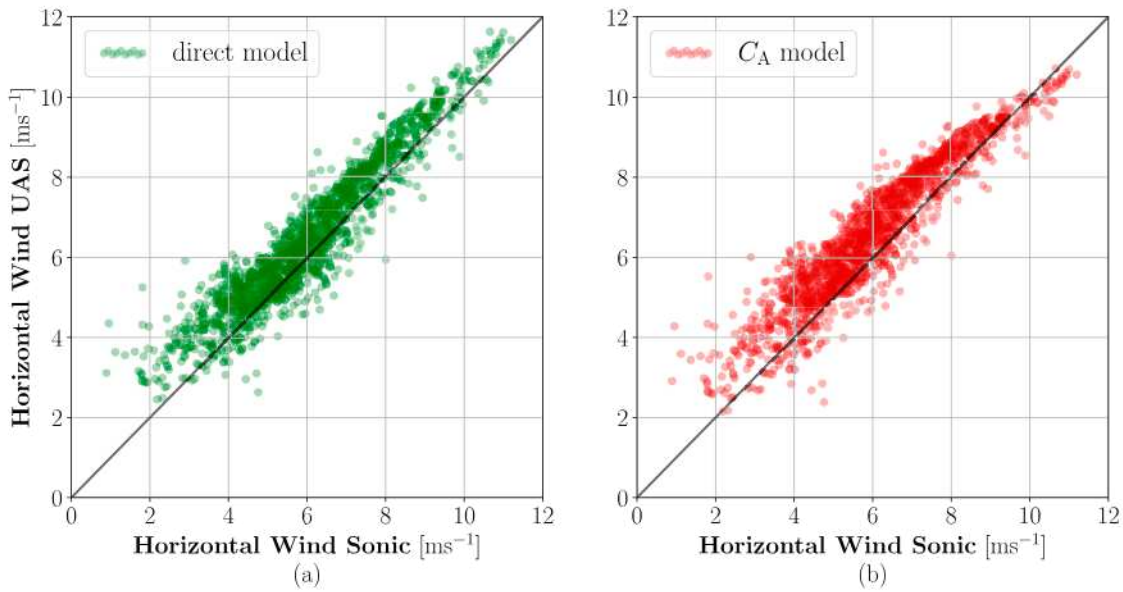 direct model
Horizontal Wind UAS [ms⁻¹]
12
10
8
6
4
2
0
0 2 4 6 8 10 12
Horizontal Wind Sonic [ms⁻¹]
(a)
C_A model
12
10
8
6
4
2
0
0 2 4 6 8 10 12
Horizontal Wind Sonic [ms⁻¹]
(b)